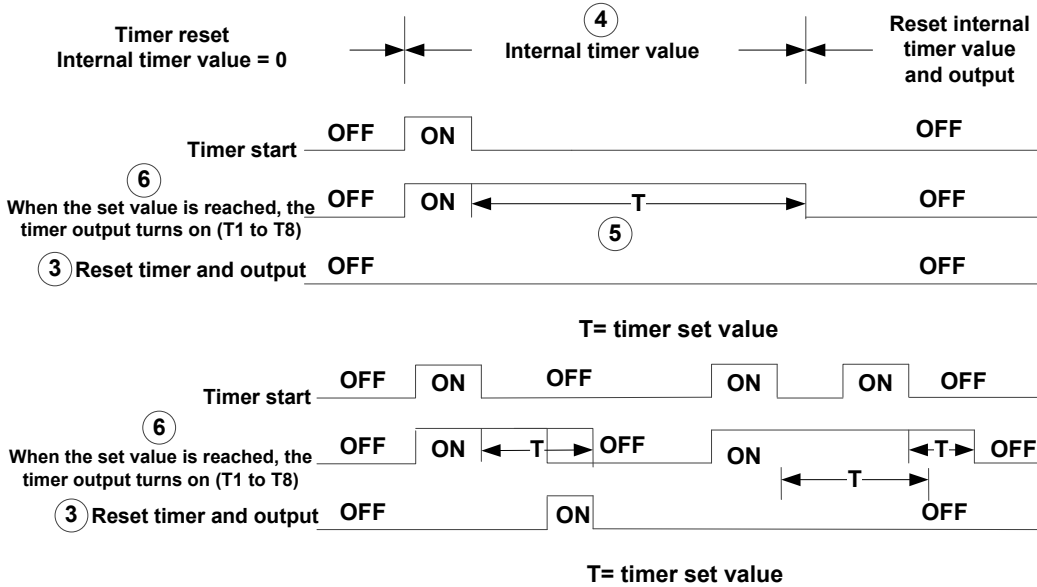 Timer reset
Internal timer value = 0
4
Internal timer value
Reset internal
timer value
and output
Timer start OFF ON OFF
6
When the set value is reached, the
timer output turns on (T1 to T8)
OFF ON T OFF
5
3 Reset timer and output OFF OFF
T= timer set value
Timer start OFF ON OFF ON ON OFF
6
When the set value is reached, the
timer output turns on (T1 to T8)
OFF ON T OFF ON T OFF
T
3 Reset timer and output OFF ON OFF
T= timer set value